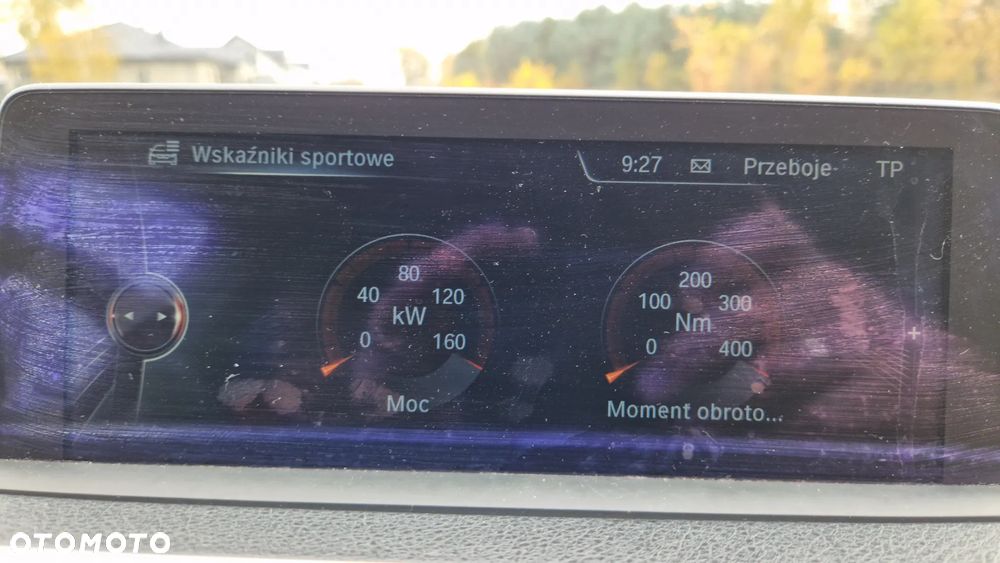 Wskaźniki sportowe
9:27 Przeboje TP
80
40 120
kW
0 160
Moc
200
100 300
Nm
0 400
Moment obroto...
+
OTOMOTO